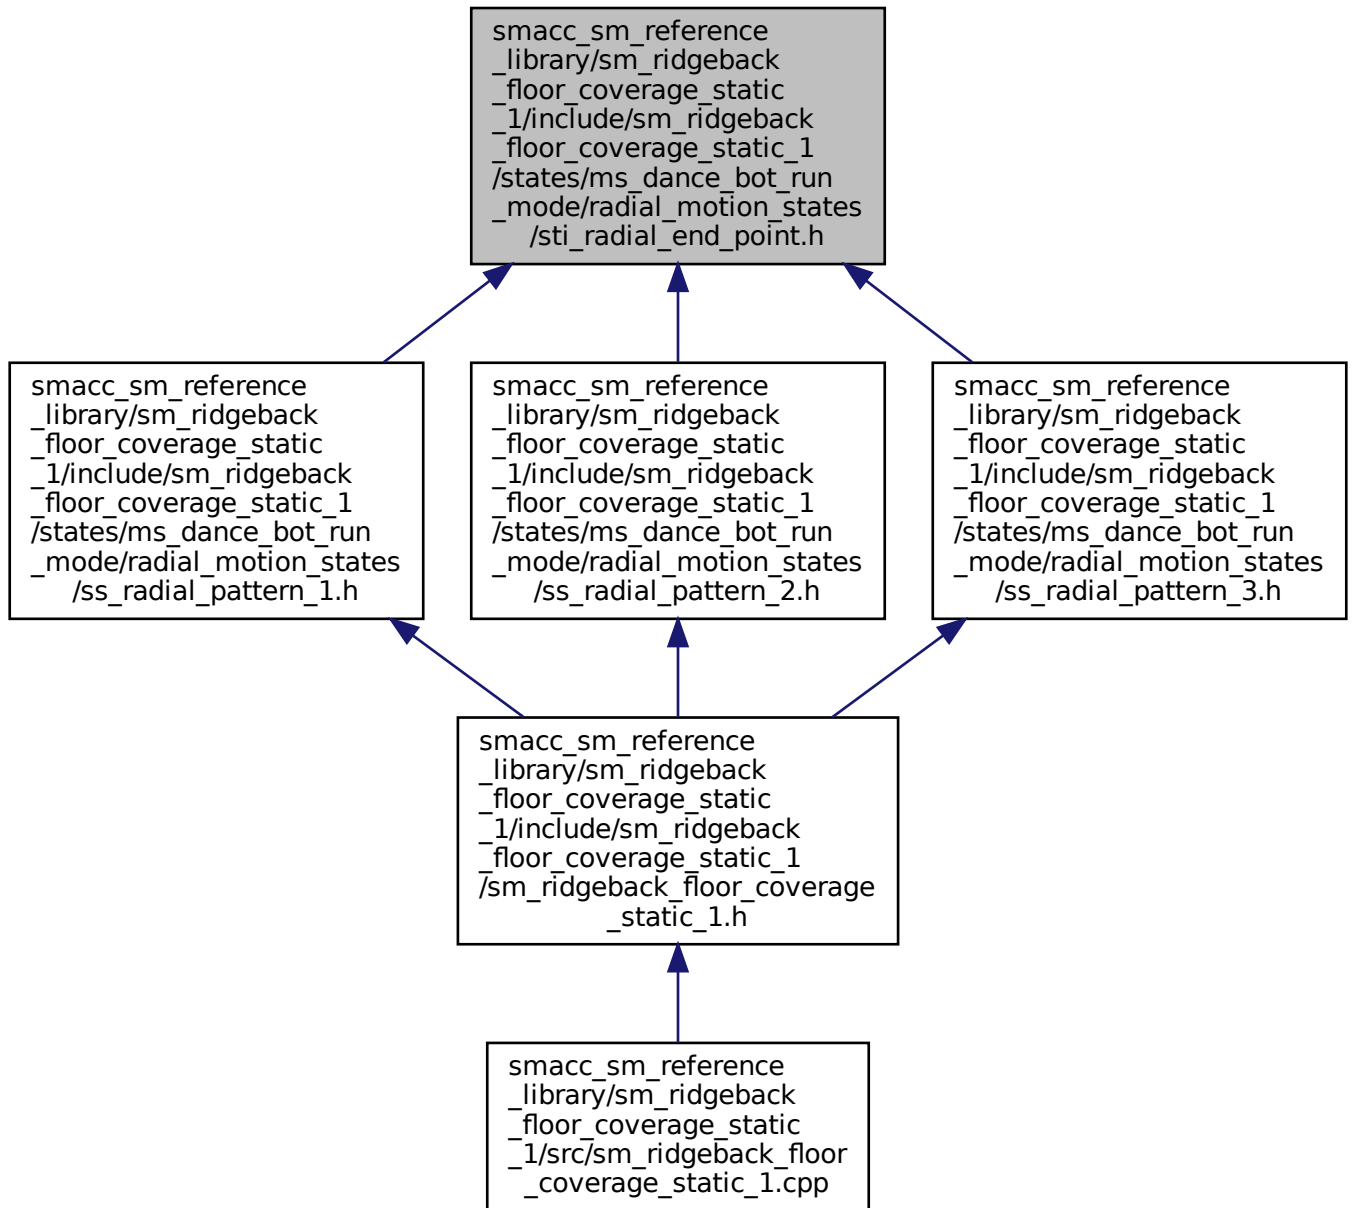 smacc_sm_reference
_library/sm_ridgeback
_floor_coverage_static
_1/include/sm_ridgeback
_floor_coverage_static_1
/states/ms_dance_bot_run
_mode/radial_motion_states
/sti_radial_end_point.h
smacc_sm_reference
_library/sm_ridgeback
_floor_coverage_static
_1/include/sm_ridgeback
_floor_coverage_static_1
/states/ms_dance_bot_run
_mode/radial_motion_states
/ss_radial_pattern_1.h
smacc_sm_reference
_library/sm_ridgeback
_floor_coverage_static
_1/include/sm_ridgeback
_floor_coverage_static_1
/states/ms_dance_bot_run
_mode/radial_motion_states
/ss_radial_pattern_2.h
smacc_sm_reference
_library/sm_ridgeback
_floor_coverage_static
_1/include/sm_ridgeback
_floor_coverage_static_1
/states/ms_dance_bot_run
_mode/radial_motion_states
/ss_radial_pattern_3.h
smacc_sm_reference
_library/sm_ridgeback
_floor_coverage_static
_1/include/sm_ridgeback
_floor_coverage_static_1
/sm_ridgeback_floor_coverage
_static_1.h
smacc_sm_reference
_library/sm_ridgeback
_floor_coverage_static
_1/src/sm_ridgeback_floor
_coverage_static_1.cpp